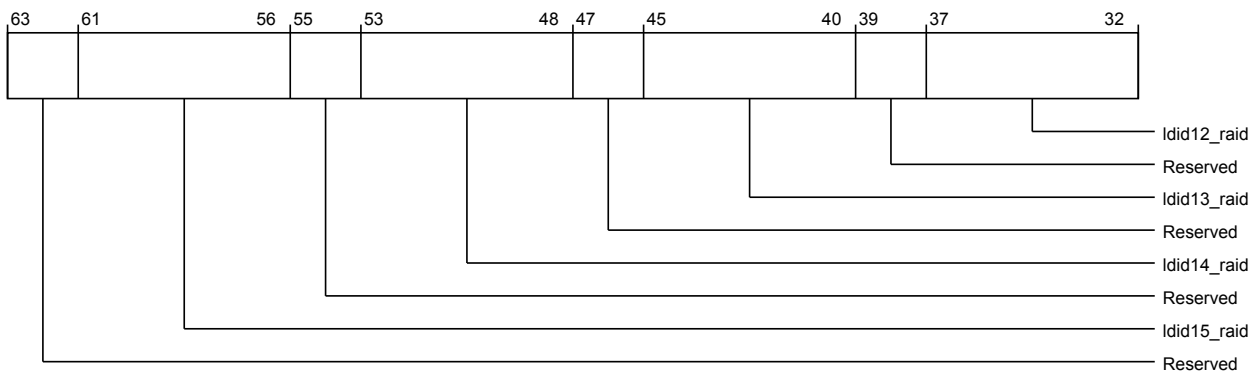 63 61 56 55 53 48 47 45 40 39 37 32
ldid12_raid
Reserved
ldid13_raid
Reserved
ldid14_raid
Reserved
ldid15_raid
Reserved